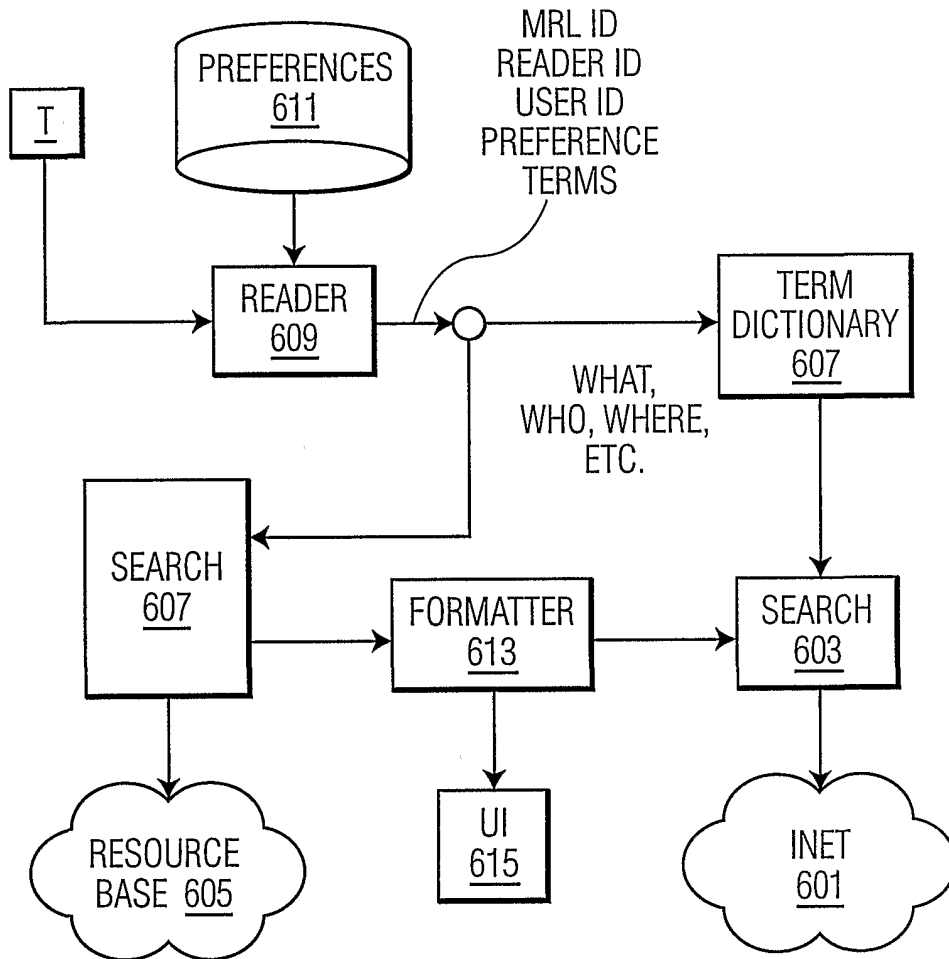 MRL ID
READER ID
USER ID
PREFERENCE
TERMS
PREFERENCES
611
T
READER
609
TERM
DICTIONARY
607
WHAT,
WHO, WHERE,
ETC.
SEARCH
607
FORMATTER
613
SEARCH
603
RESOURCE
BASE 605
UI
615
INET
601